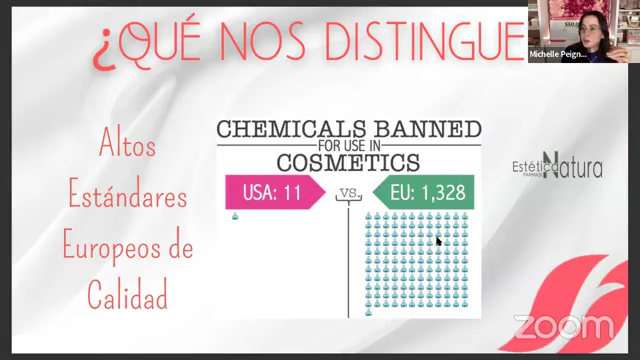 ¿QUÉ NOS DISTINGUE
Michelle Peign...
Altos
Estándares
Europeos de
Calidad
CHEMICALS BANNED
FOR USE IN
COSMETICS
USA: 11
VS.
EU: 1,328
Estética
Natura
FARMASI
zoom